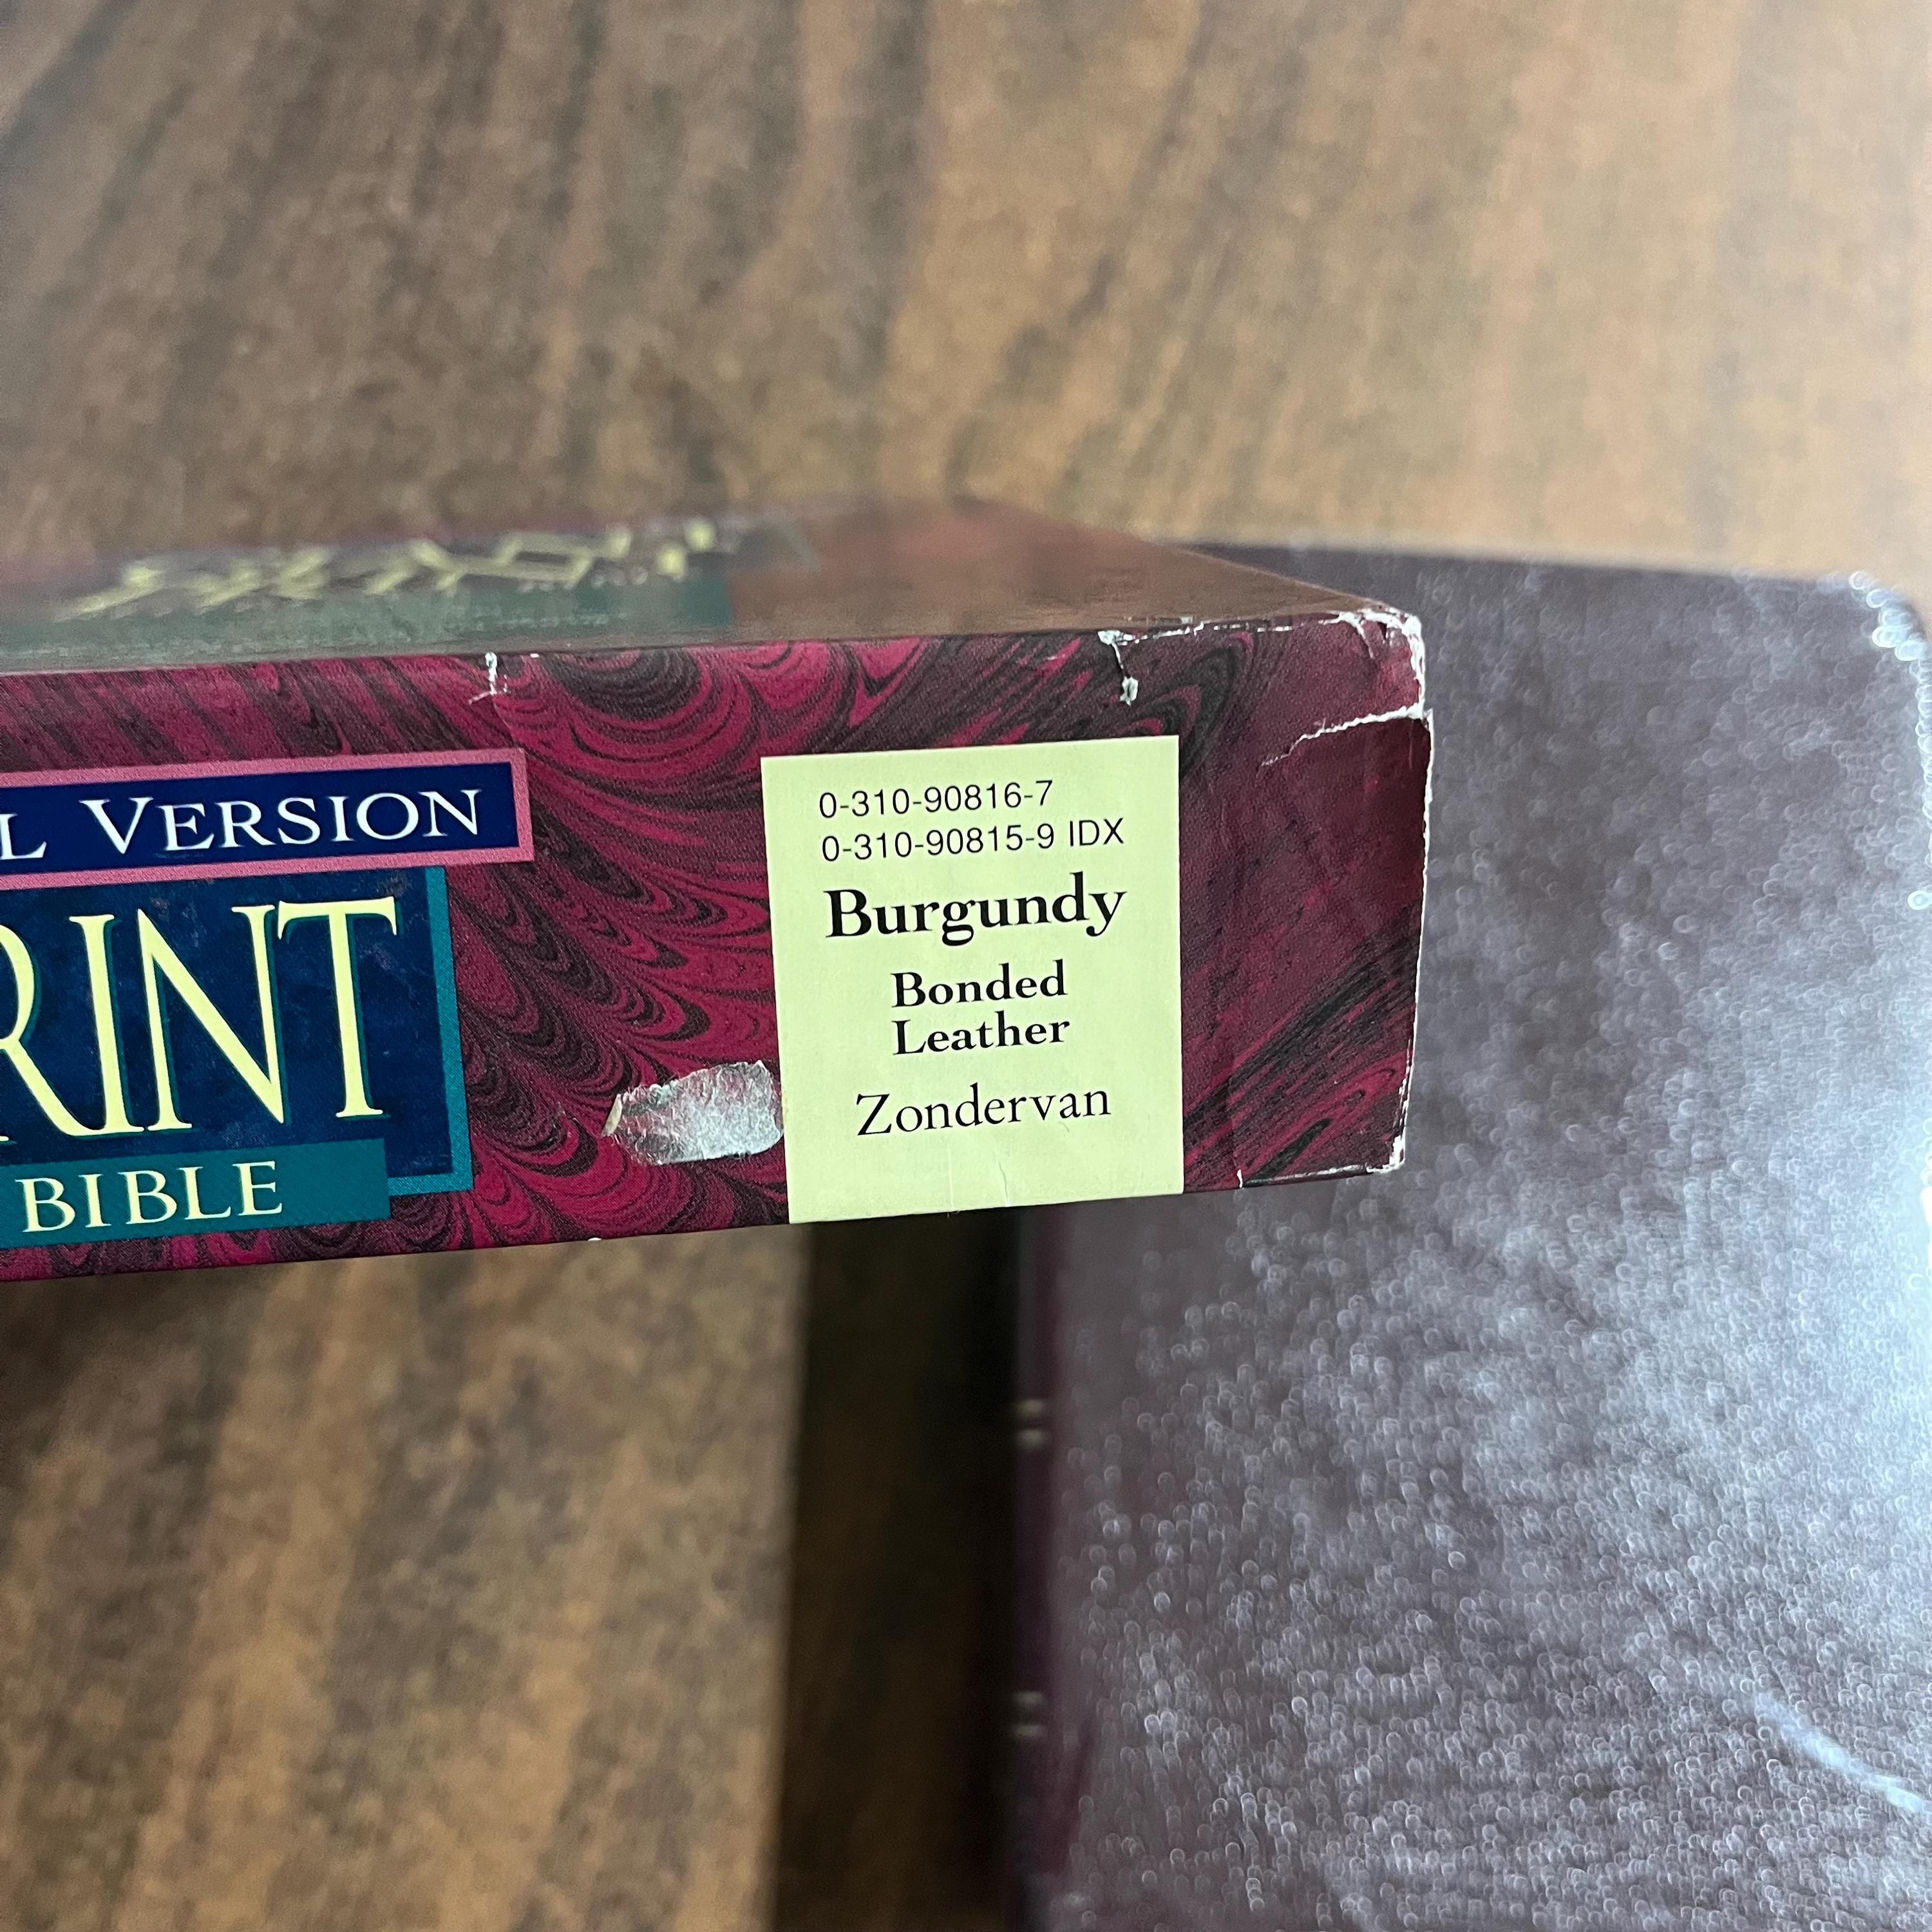 L VERSION
RINT
BIBLE
0-310-90816-7
0-310-90815-9 IDX
Burgundy
Bonded
Leather
Zondervan